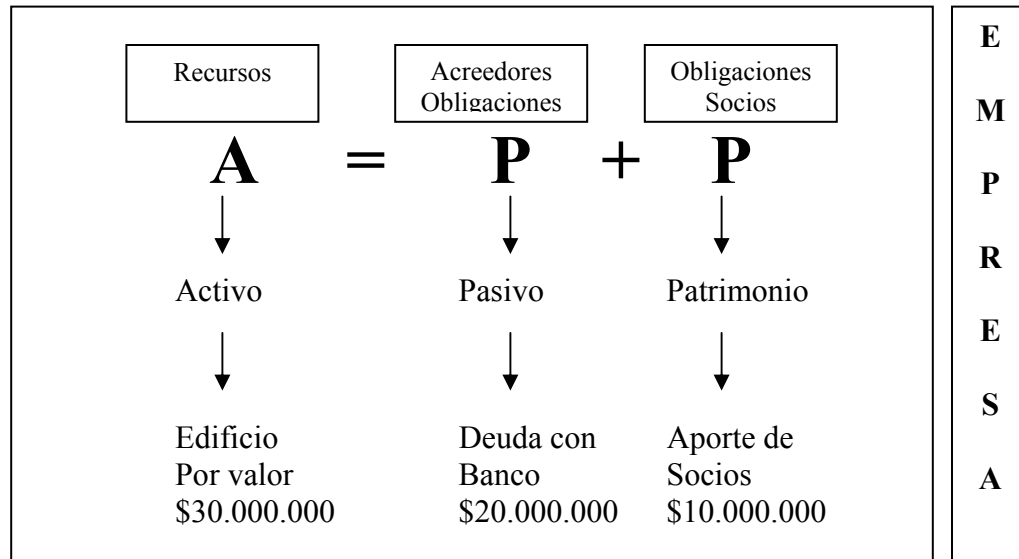 Recursos
Acreedores
Obligaciones
Obligaciones
Socios
A = P + P
Activo
Pasivo
Patrimonio
Edificio
Por valor
$30.000.000
Deuda con
Banco
$20.000.000
Aporte de
Socios
$10.000.000
E
M
P
R
E
S
A